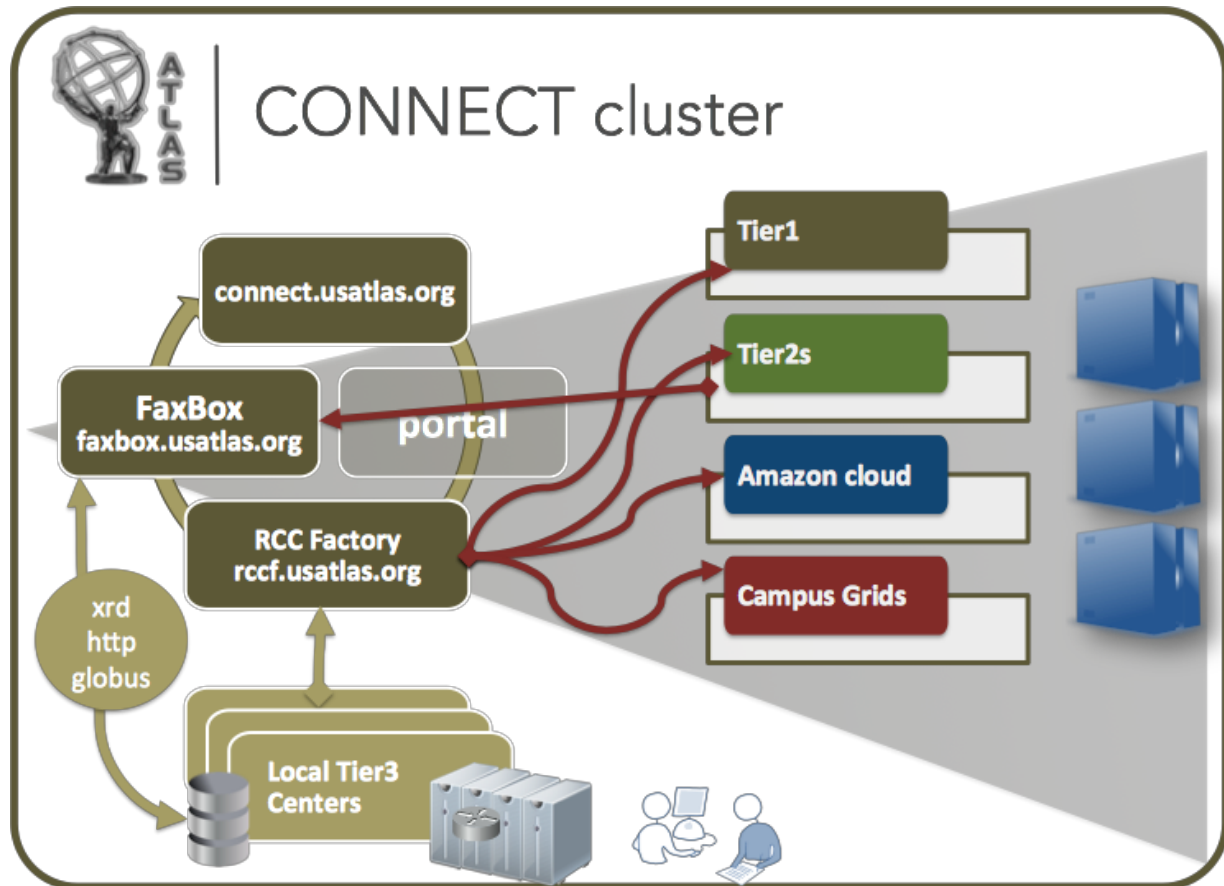 ATLAS
CONNECT cluster
Tier1
connect.usatlas.org
Tier2s
FaxBox
faxbox.usatlas.org
portal
Amazon cloud
RCC Factory
rccf.usatlas.org
Campus Grids
xrd
http
globus
Local Tier3
Centers